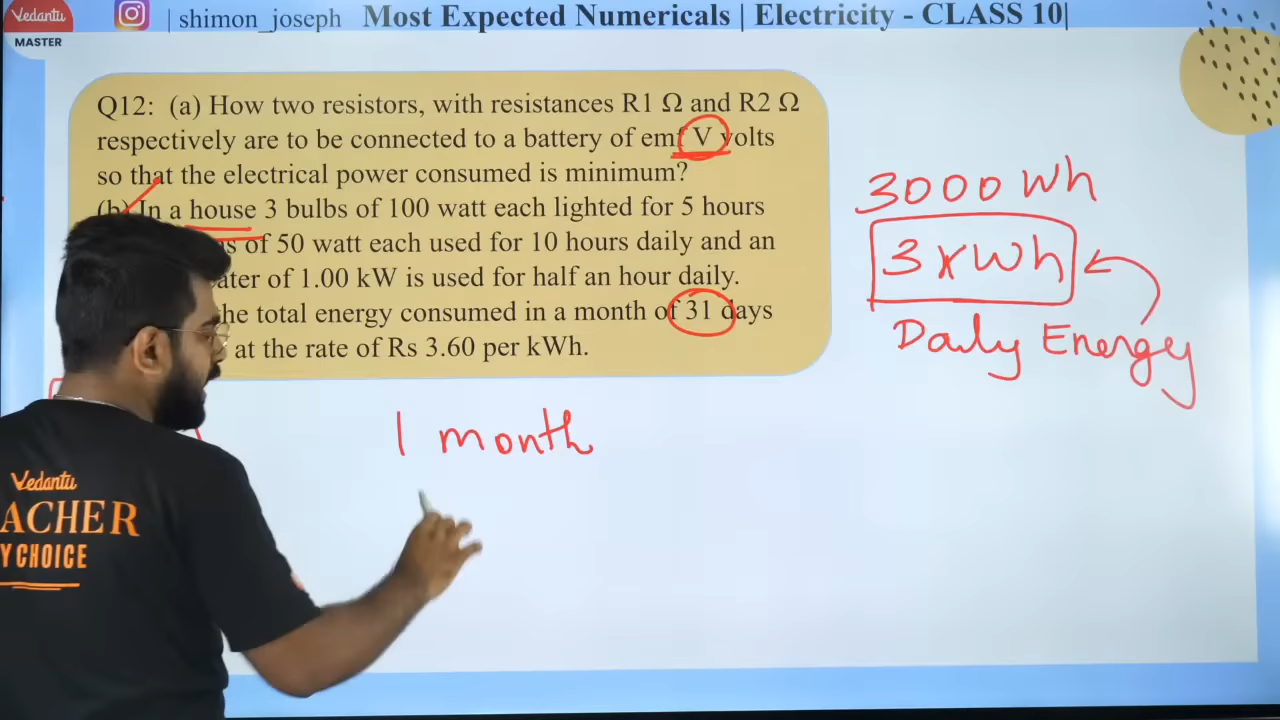 Vedantu
MASTER
| shimon_joseph
Most Expected Numericals | Electricity - CLASS 10|
Q12: (a) How two resistors, with resistances R1 Ω and R2 Ω
respectively are to be connected to a battery of emf V volts
so that the electrical power consumed is minimum?
(b) In a house 3 bulbs of 100 watt each lighted for 5 hours
of 50 watt each used for 10 hours daily and an
of 1.00 kW is used for half an hour daily.
total energy consumed in a month of 31 days
at the rate of Rs 3.60 per kWh.
3000 Wh
3 kWh
Daily Energy
1 month
Vedantu
ACHER
Y CHOICE